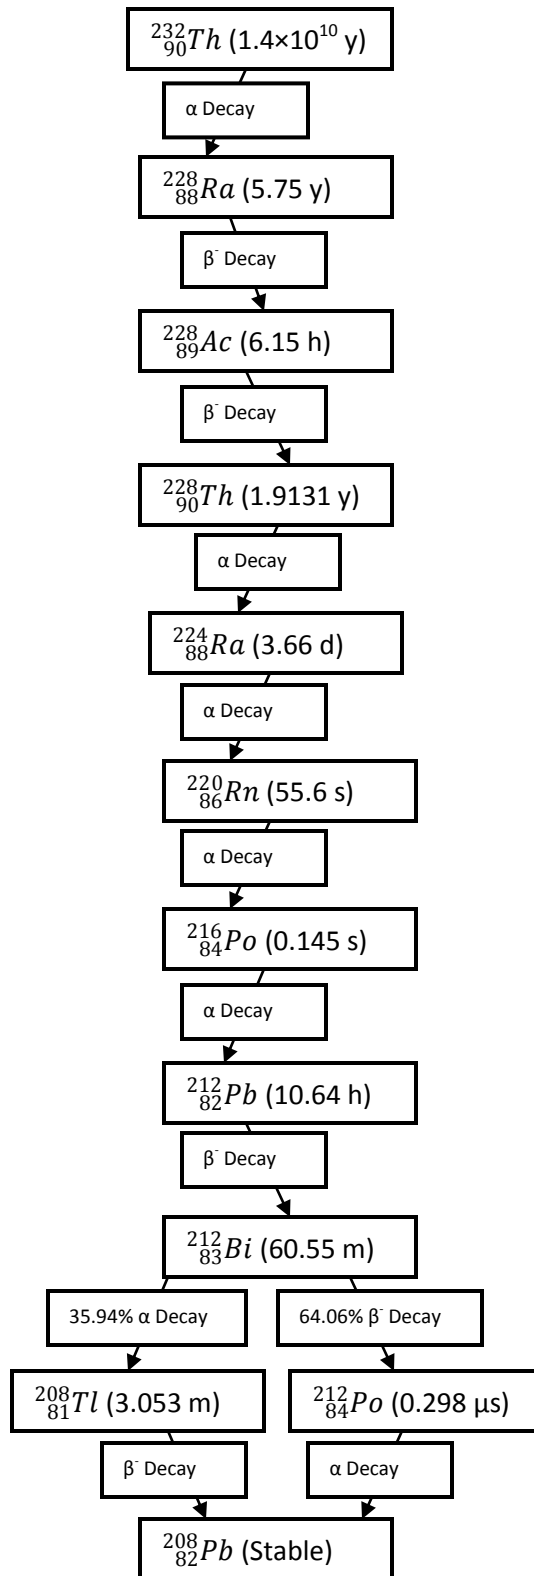 ²³²₉₀Th (1.4×10¹⁰ y)
α Decay
²²⁸₈₈Ra (5.75 y)
β⁻ Decay
²²⁸₈₉Ac (6.15 h)
β⁻ Decay
²²⁸₉₀Th (1.9131 y)
α Decay
²²⁴₈₈Ra (3.66 d)
α Decay
²²⁰₈₆Rn (55.6 s)
α Decay
²¹⁶₈₄Po (0.145 s)
α Decay
²¹²₈₂Pb (10.64 h)
β⁻ Decay
²¹²₈₃Bi (60.55 m)
35.94% α Decay
64.06% β⁻ Decay
²⁰⁸₈₁Tl (3.053 m)
²¹²₈₄Po (0.298 µs)
β⁻ Decay
α Decay
²⁰⁸₈₂Pb (Stable)